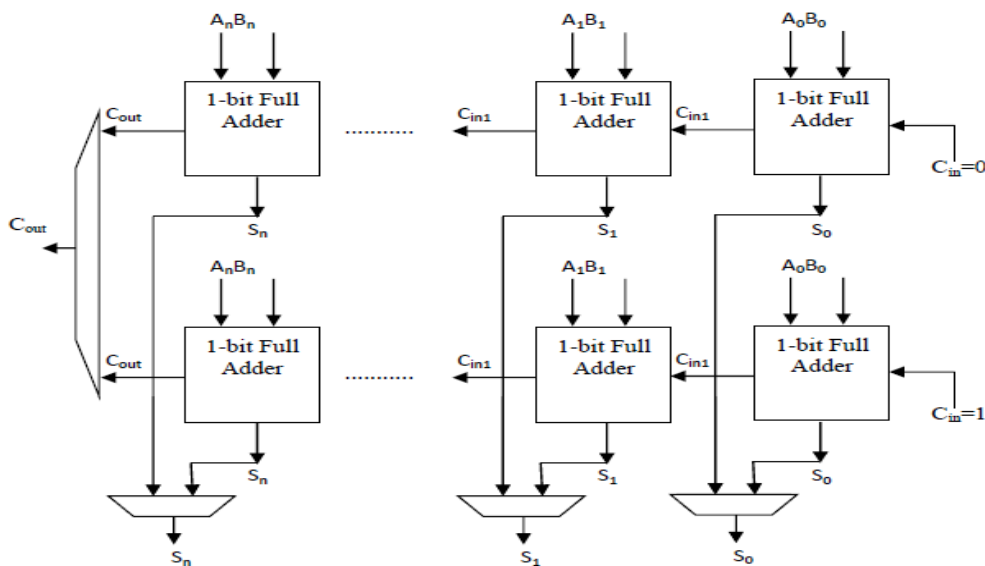 AₙBₙ A₁B₁ A₀B₀
1-bit Full Adder 1-bit Full Adder 1-bit Full Adder
Cₒᵤₜ ........... Cᵢₙ₁ Cᵢₙ₁
Cᵢₙ=0
Cₒᵤₜ
Sₙ S₁ S₀
AₙBₙ A₁B₁ A₀B₀
1-bit Full Adder 1-bit Full Adder 1-bit Full Adder
Cₒᵤₜ ........... Cᵢₙ₁ Cᵢₙ₁
Cᵢₙ=1
Sₙ S₁ S₀
Sₙ S₁ S₀